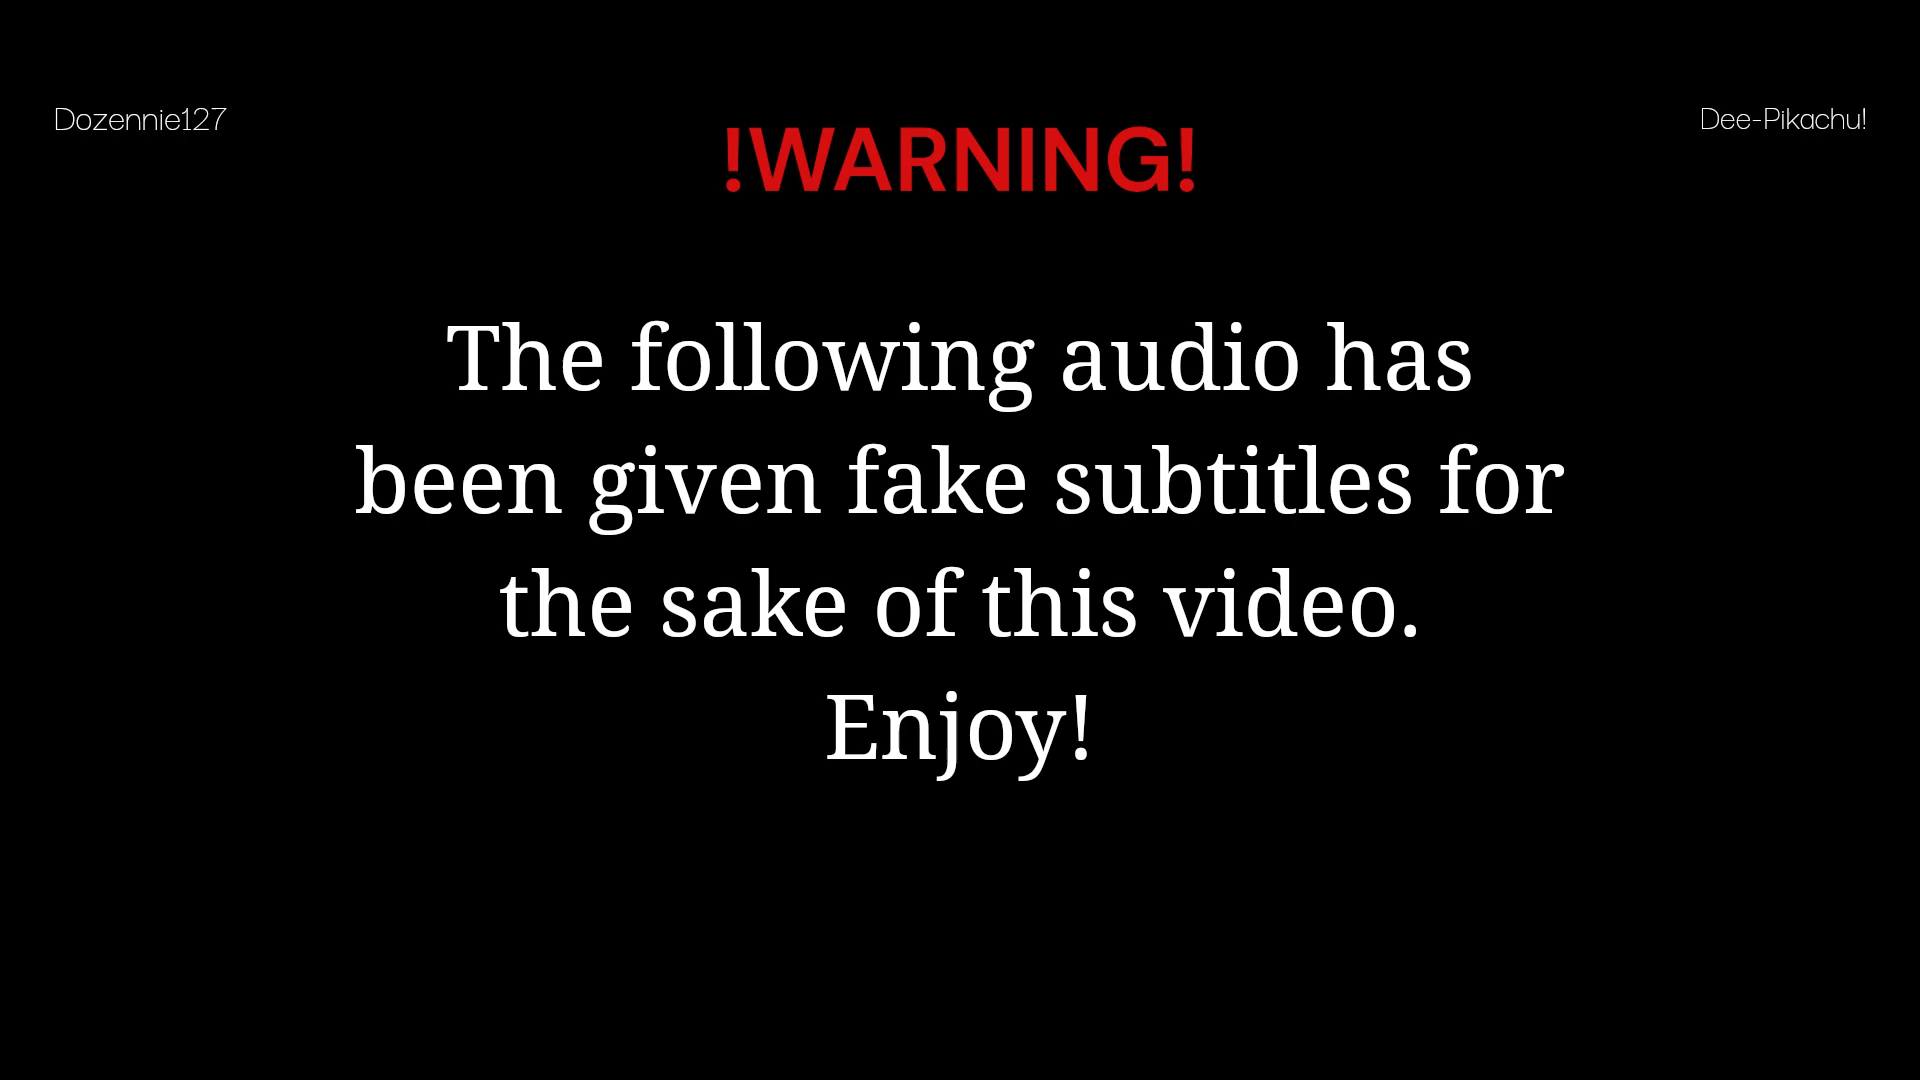 Dozennie127
Dee-Pikachu!
!WARNING!
The following audio has
been given fake subtitles for
the sake of this video.
Enjoy!